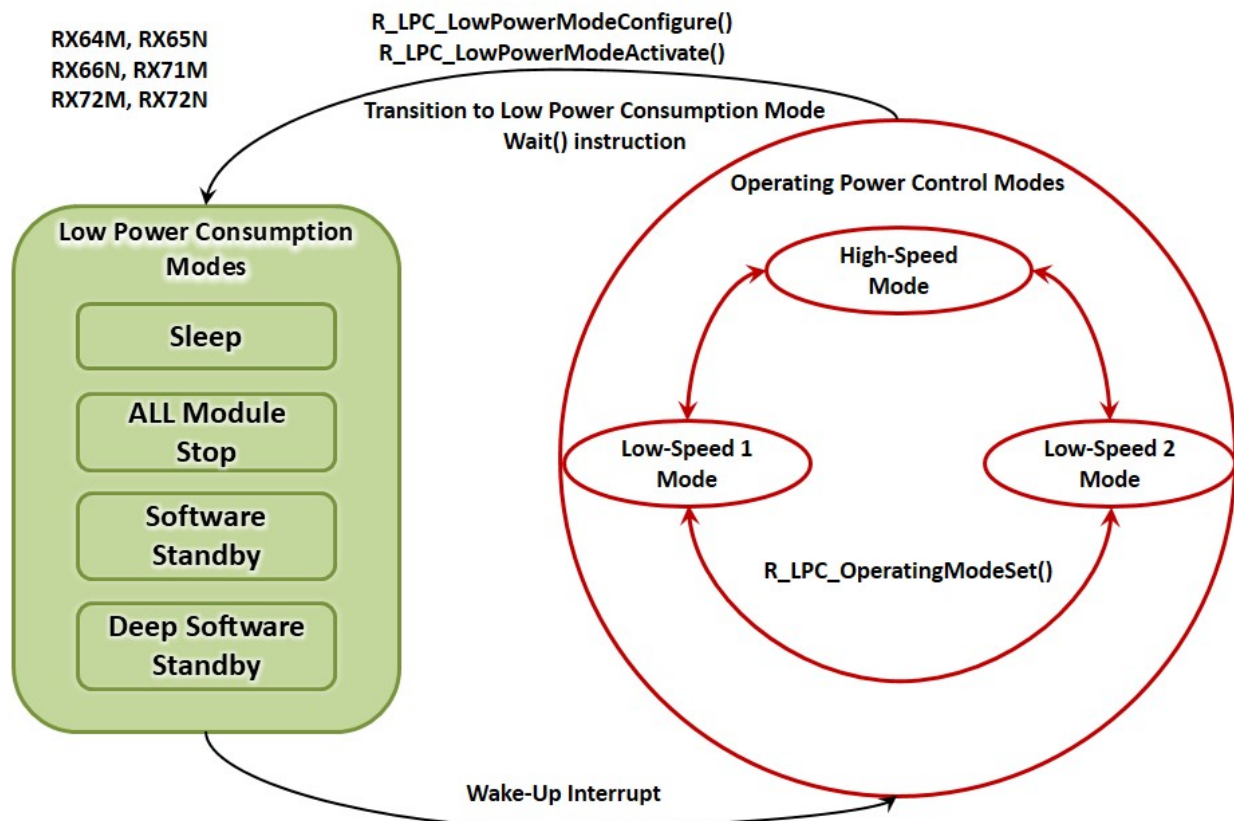 RX64M, RX65N
RX66N, RX71M
RX72M, RX72N
R_LPC_LowPowerModeConfigure()
R_LPC_LowPowerModeActivate()
Transition to Low Power Consumption Mode
Wait() instruction
Low Power Consumption
Modes
Sleep
ALL Module
Stop
Software
Standby
Deep Software
Standby
Operating Power Control Modes
High-Speed
Mode
Low-Speed 1
Mode
Low-Speed 2
Mode
R_LPC_OperatingModeSet()
Wake-Up Interrupt